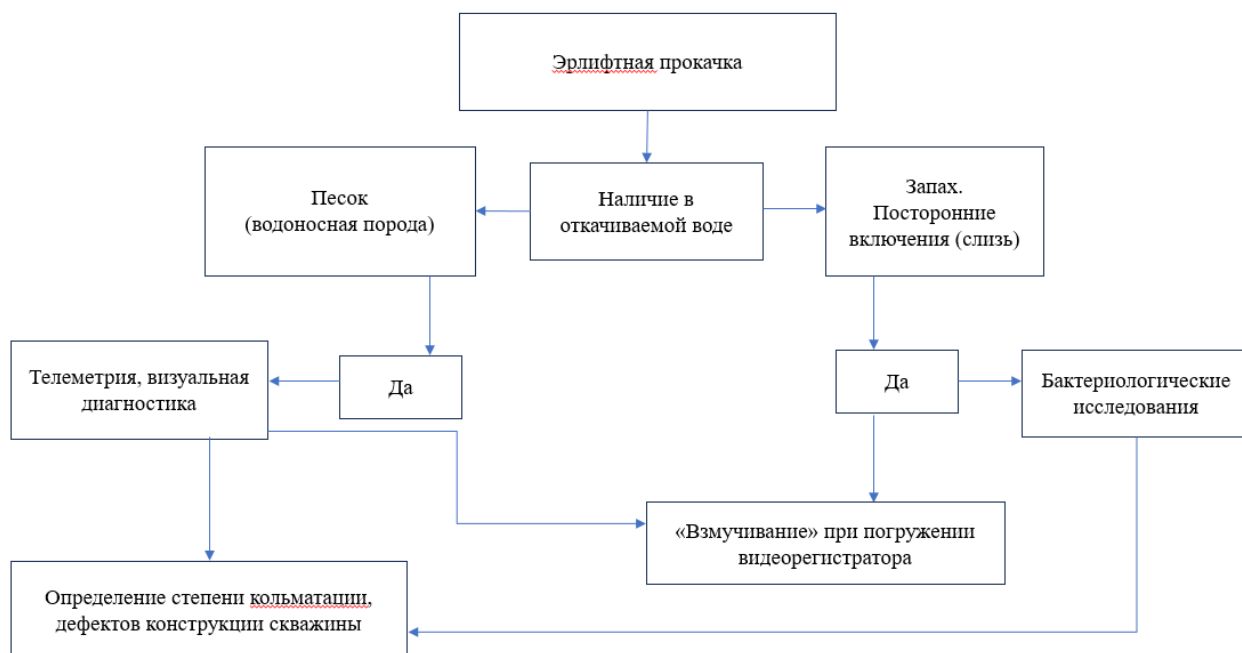 Эрлифтная прокачка
Песок
(водоносная порода)
Наличие в
откачиваемой воде
Запах.
Посторонние
включения (слизь)
Телеметрия, визуальная
диагностика
Да
Да
Бактериологические
исследования
«Взмучивание» при погружении
видеорегистратора
Определение степени кольматации,
дефектов конструкции скважины